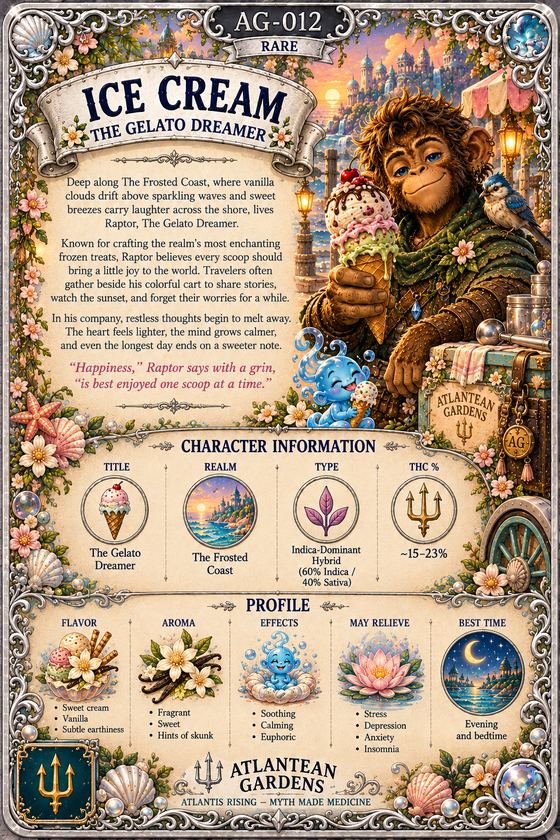 AG-012
RARE
ICE CREAM
THE GELATO DREAMER
Deep along The Frosted Coast, where vanilla
clouds drift above sparkling waves and sweet
breezes carry laughter across the shore, lives
Raptor, The Gelato Dreamer.
Known for crafting the realm's most enchanting
frozen treats, Raptor believes every scoop should
bring a little joy to the world. Travelers often
gather beside his colorful cart to share stories,
watch the sunset, and forget their worries for a while.
In his company, restless thoughts begin to melt away.
The heart feels lighter, the mind grows calmer,
and even the longest day ends on a sweeter note.
“Happiness,” Raptor says with a grin,
“is best enjoyed one scoop at a time.”
ATLANTEAN
GARDENS
AG
CHARACTER INFORMATION
TITLE
The Gelato
Dreamer
REALM
The Frosted
Coast
TYPE
Indica-Dominant
Hybrid
(60% Indica /
40% Sativa)
THC %
~15–23%
PROFILE
FLAVOR
• Sweet cream
• Vanilla
• Subtle earthiness
AROMA
• Fragrant
• Sweet
• Hints of skunk
EFFECTS
• Soothing
• Calming
• Euphoric
MAY RELIEVE
• Stress
• Depression
• Anxiety
• Insomnia
BEST TIME
Evening
and bedtime
ATLANTEAN
GARDENS
ATLANTIS RISING – MYTH MADE MEDICINE